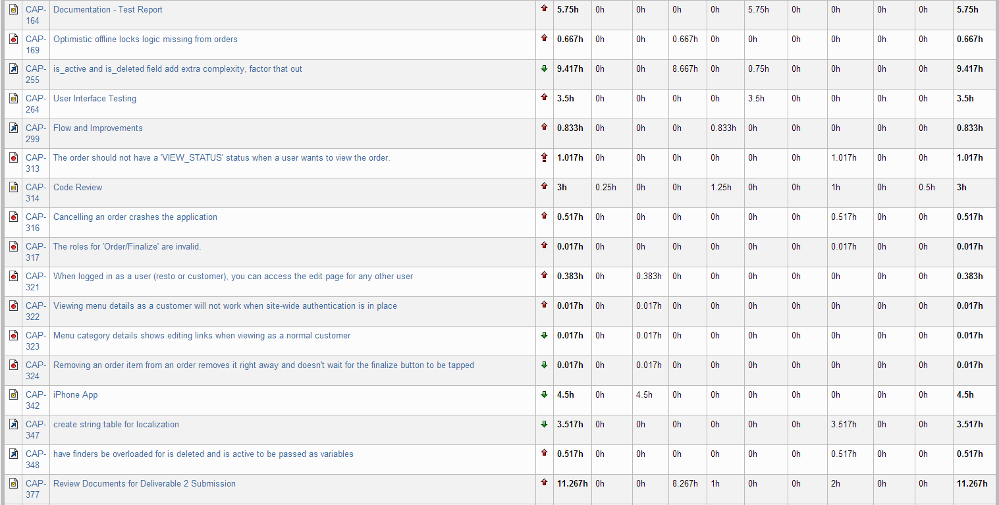 CAP-164 Documentation - Test Report 5.75h 0h 0h 0h 0h 5.75h 0h 0h 0h 0h 5.75h
CAP-169 Optimistic offline locks logic missing from orders 0.667h 0h 0h 0.667h 0h 0h 0h 0h 0h 0h 0.667h
CAP-255 is_active and is_deleted field add extra complexity, factor that out 9.417h 0h 0h 8.667h 0h 0.75h 0h 0h 0h 0h 9.417h
CAP-264 User Interface Testing 3.5h 0h 0h 0h 0h 3.5h 0h 0h 0h 0h 3.5h
CAP-299 Flow and Improvements 0.833h 0h 0h 0h 0.833h 0h 0h 0h 0h 0h 0.833h
CAP-313 The order should not have a 'VIEW_STATUS' status when a user wants to view the order. 1.017h 0h 0h 0h 0h 0h 0h 1.017h 0h 0h 1.017h
CAP-314 Code Review 3h 0.25h 0h 0h 1.25h 0h 0h 1h 0h 0.5h 3h
CAP-316 Cancelling an order crashes the application 0.517h 0h 0h 0h 0h 0h 0h 0.517h 0h 0h 0.517h
CAP-317 The roles for 'Order/Finalize' are invalid. 0.017h 0h 0h 0h 0h 0h 0h 0.017h 0h 0h 0.017h
CAP-321 When logged in as a user (resto or customer), you can access the edit page for any other user 0.383h 0h 0.383h 0h 0h 0h 0h 0h 0h 0h 0.383h
CAP-322 Viewing menu details as a customer will not work when site-wide authentication is in place 0.017h 0h 0.017h 0h 0h 0h 0h 0h 0h 0h 0.017h
CAP-323 Menu category details shows editing links when viewing as a normal customer 0.017h 0h 0.017h 0h 0h 0h 0h 0h 0h 0h 0.017h
CAP-324 Removing an order item from an order removes it right away and doesn't wait for the finalize button to be tapped 0.017h 0h 0.017h 0h 0h 0h 0h 0h 0h 0h 0.017h
CAP-342 iPhone App 4.5h 0h 4.5h 0h 0h 0h 0h 0h 0h 0h 4.5h
CAP-347 create string table for localization 3.517h 0h 0h 0h 0h 0h 0h 3.517h 0h 0h 3.517h
CAP-348 have finders be overloaded for is deleted and is active to be passed as variables 0.517h 0h 0h 0h 0h 0h 0h 0.517h 0h 0h 0.517h
CAP-377 Review Documents for Deliverable 2 Submission 11.267h 0h 0h 8.267h 1h 0h 0h 2h 0h 0h 11.267h